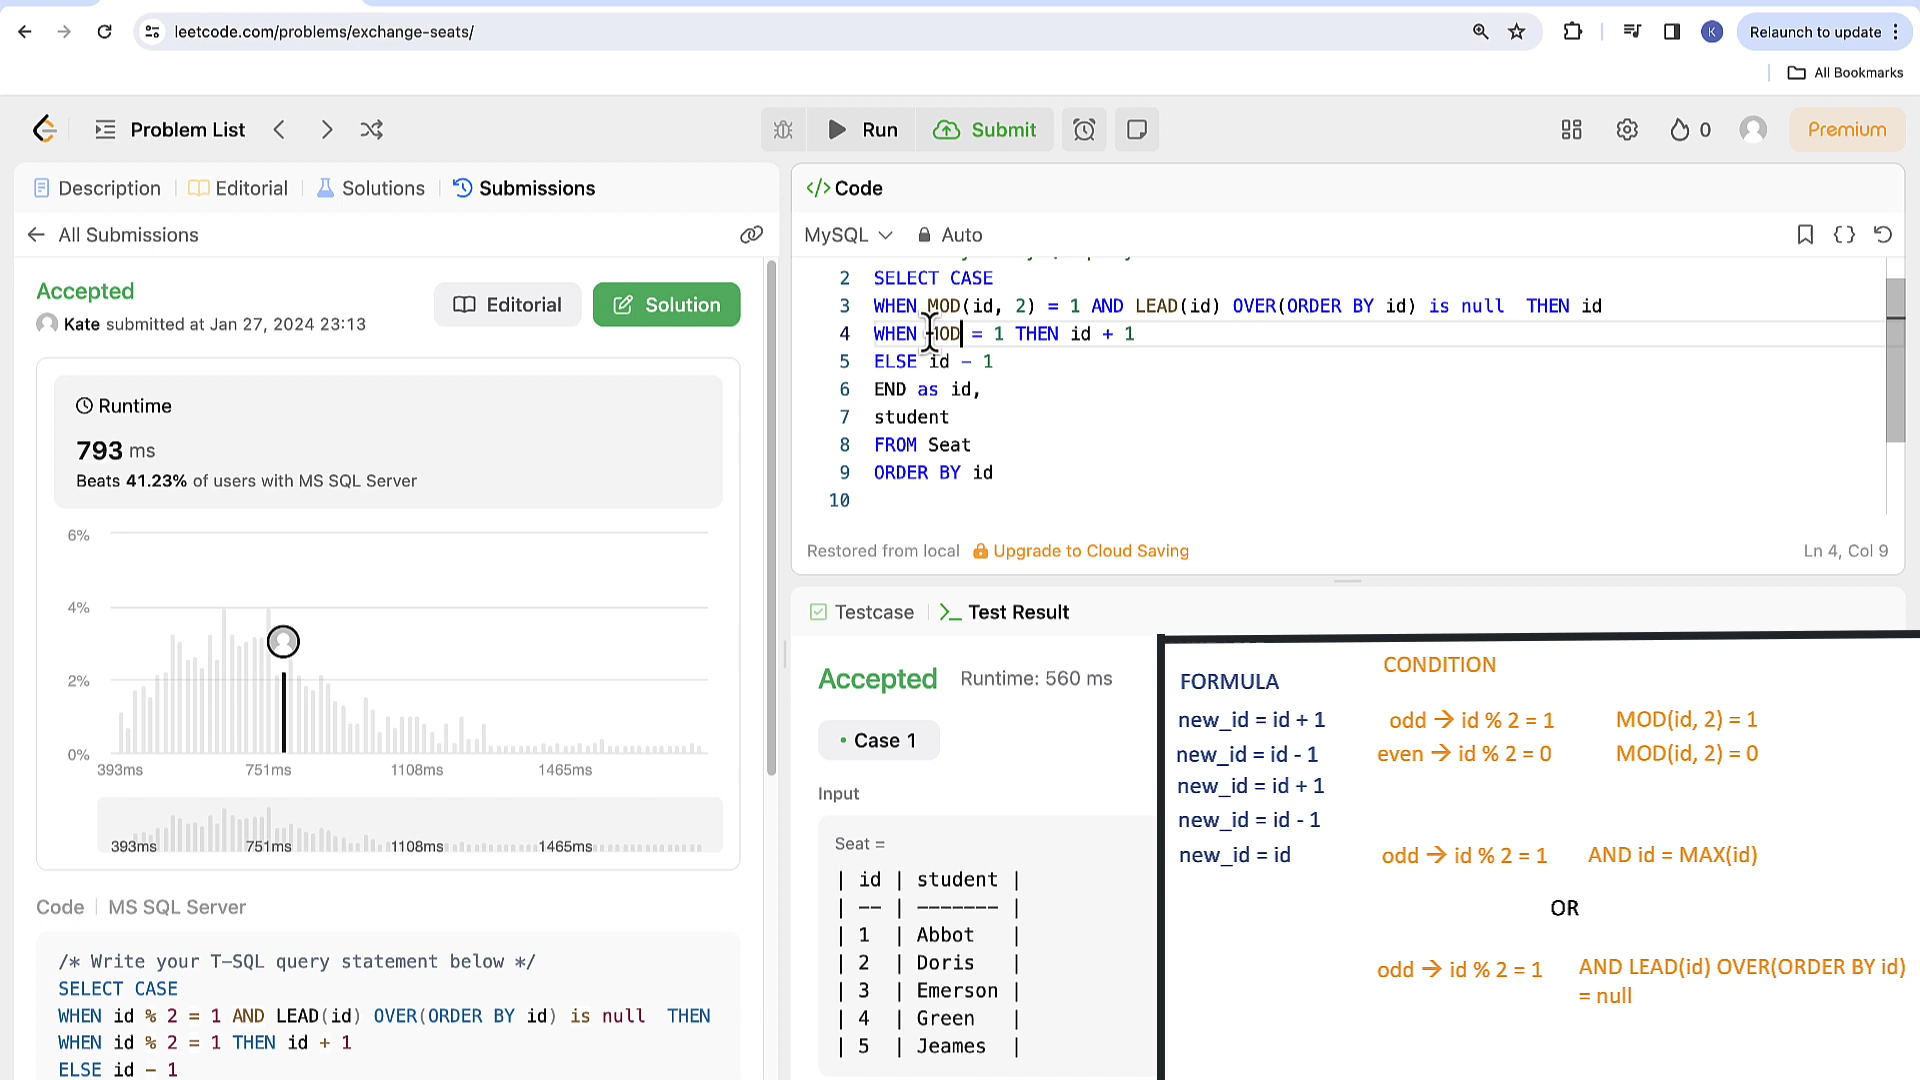 leetcode.com/problems/exchange-seats/
K
Relaunch to update
All Bookmarks
Problem List
Run
Submit
0
Premium
Description
Editorial
Solutions
Submissions
</> Code
All Submissions
MySQL
Auto
Accepted
Kate submitted at Jan 27, 2024 23:13
Editorial
Solution
Runtime
793 ms
Beats 41.23% of users with MS SQL Server
6%
4%
2%
0%
393ms
751ms
1108ms
1465ms
393ms
751ms
1108ms
1465ms
Code
MS SQL Server
/* Write your T-SQL query statement below */
SELECT CASE
WHEN id % 2 = 1 AND LEAD(id) OVER(ORDER BY id) is null THEN
WHEN id % 2 = 1 THEN id + 1
ELSE id - 1
2 SELECT CASE
3 WHEN MOD(id, 2) = 1 AND LEAD(id) OVER(ORDER BY id) is null THEN id
4 WHEN MOD = 1 THEN id + 1
5 ELSE id - 1
6 END as id,
7 student
8 FROM Seat
9 ORDER BY id
10
Restored from local
Upgrade to Cloud Saving
Ln 4, Col 9
Testcase
Test Result
Accepted
Runtime: 560 ms
• Case 1
Input
Seat =
| id | student |
| -- | ------- |
| 1 | Abbot |
| 2 | Doris |
| 3 | Emerson |
| 4 | Green |
| 5 | Jeames |
FORMULA
CONDITION
new_id = id + 1 odd → id % 2 = 1 MOD(id, 2) = 1
new_id = id - 1 even → id % 2 = 0 MOD(id, 2) = 0
new_id = id + 1
new_id = id - 1
new_id = id odd → id % 2 = 1 AND id = MAX(id)
OR
odd → id % 2 = 1 AND LEAD(id) OVER(ORDER BY id)
= null